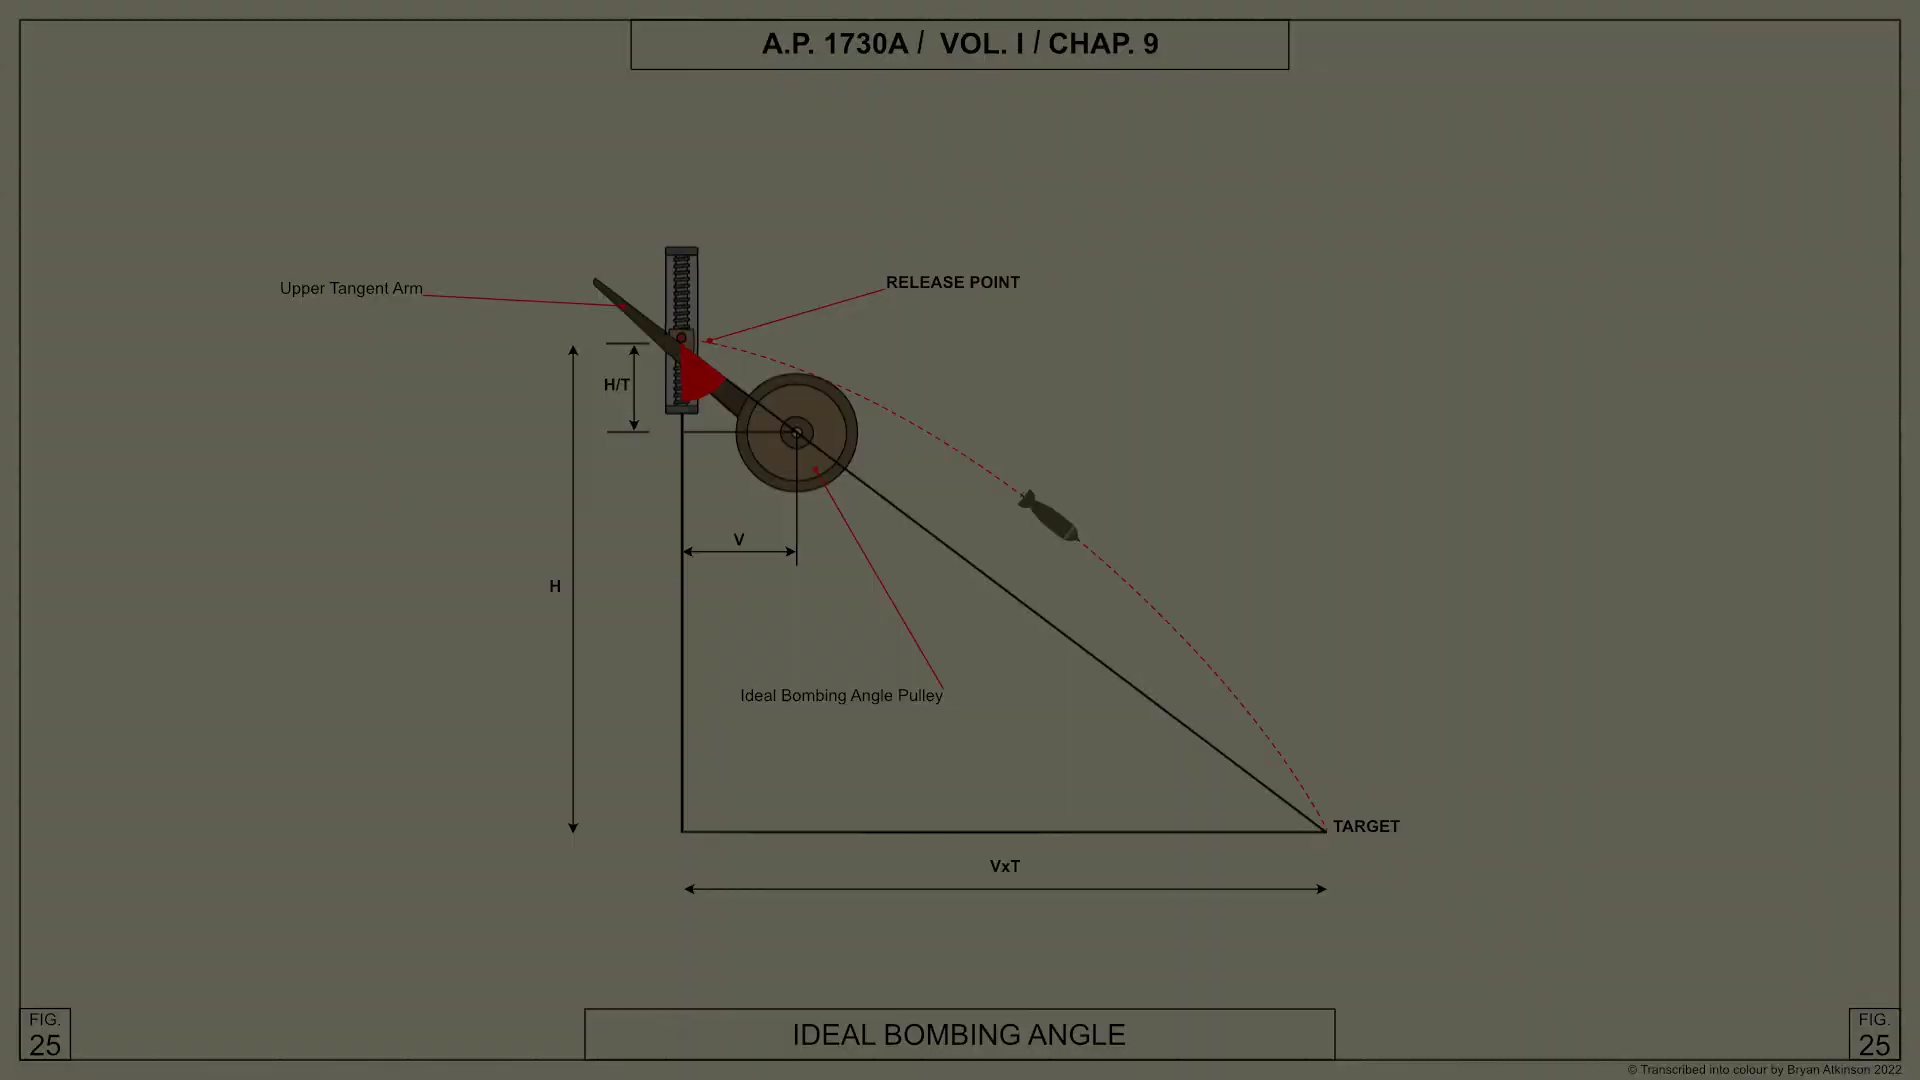 A.P. 1730A /  VOL. I / CHAP. 9
Upper Tangent Arm
RELEASE POINT
H/T
V
H
Ideal Bombing Angle Pulley
TARGET
VxT
FIG.
25
IDEAL BOMBING ANGLE
FIG.
25
© Transcribed into colour by Bryan Atkinson 2022